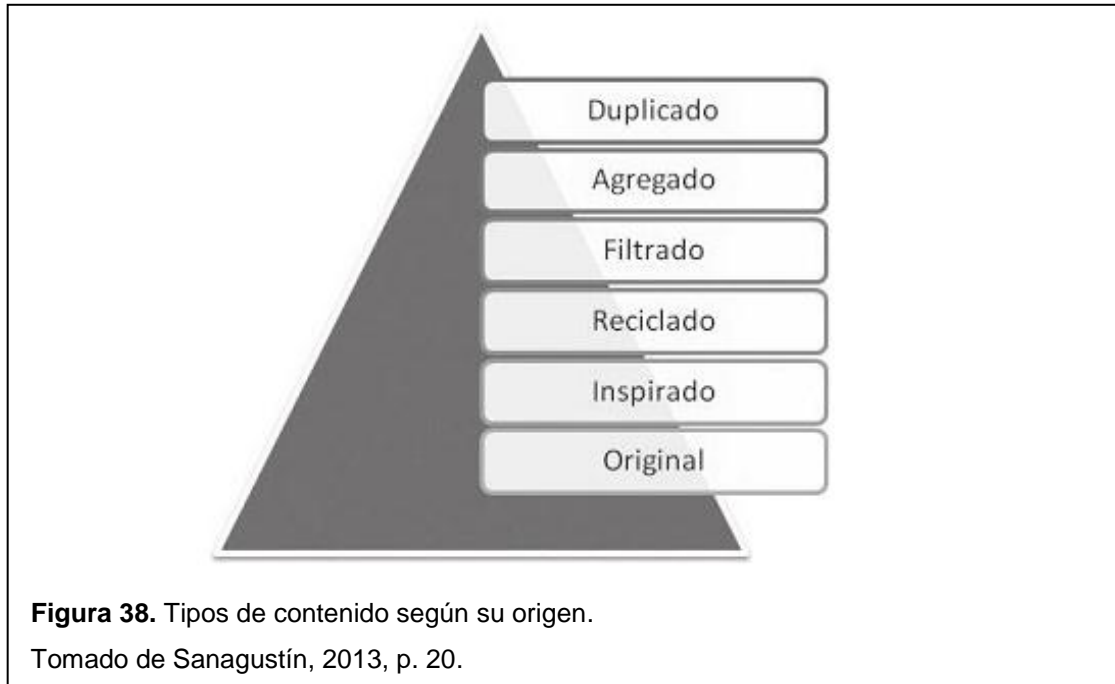 Duplicado
Agregado
Filtrado
Reciclado
Inspirado
Original
Figura 38. Tipos de contenido según su origen.
Tomado de Sanagustín, 2013, p. 20.